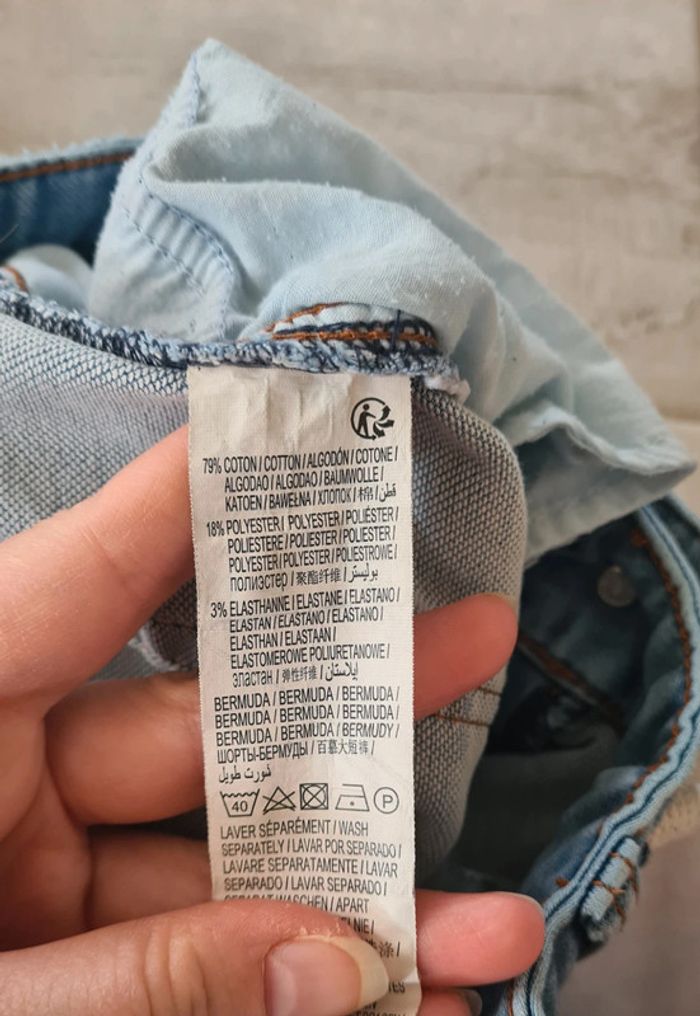 79% COTON / COTTON / ALGODÓN / COTONE /
ALGODAO / ALGODAO / BAUMWOLLE /
KATOEN / BAWEŁNA / ХЛОПОК / 棉 / قطن
18% POLYESTER / POLYESTER / POLIÉSTER /
POLIESTERE / POLIESTER / POLIESTER /
POLYESTER / POLYESTER / POLIESTROWE /
полиэстер / 聚酯纤维 / بوليستر
3% ELASTHANNE / ELASTANE / ELASTANO /
ELASTAN / ELASTANO / ELASTANO /
ELASTHAN / ELASTAAN /
ELASTOMEROWE POLIURETANOWE /
эластан / 弹性纤维 / إيلاستان
BERMUDA / BERMUDA / BERMUDA /
BERMUDA / BERMUDA / BERMUDA /
BERMUDA / BERMUDA / BERMUDY /
ШОРТЫ-БЕРМУДЫ / 百慕大短裤 /
شورت طويل
40 P
LAVER SÉPARÉMENT / WASH
SEPARATELY / LAVAR POR SEPARADO /
LAVARE SEPARATAMENTE / LAVAR
SEPARADO / LAVAR SEPARADO /
WASCHEN / APART